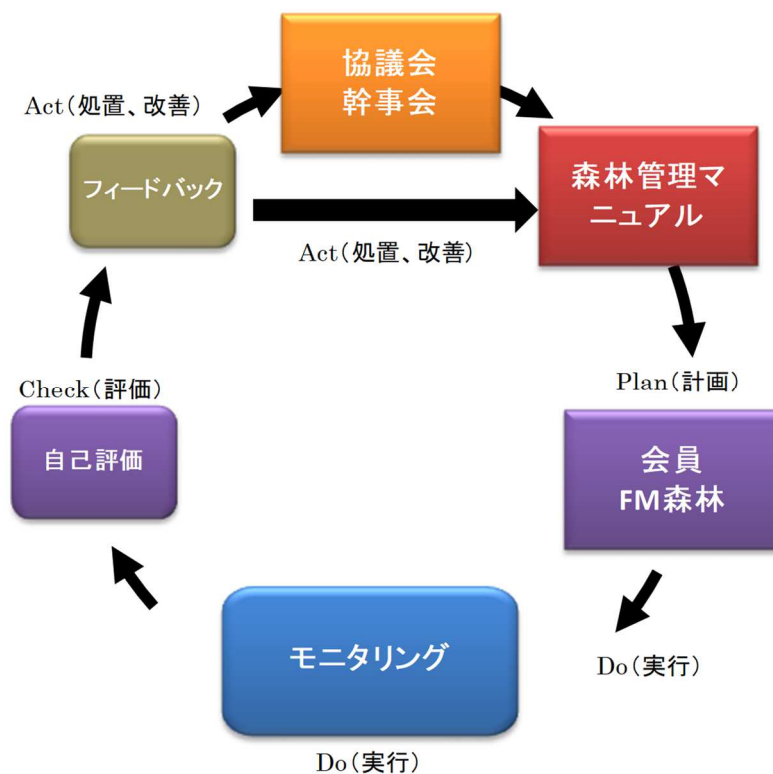 協議会
幹事会
Act(処置、改善)
フィードバック
森林管理マ
ニュアル
Act(処置、改善)
Plan(計画)
Check(評価)
自己評価
会員
FM森林
モニタリング
Do(実行)
Do(実行)